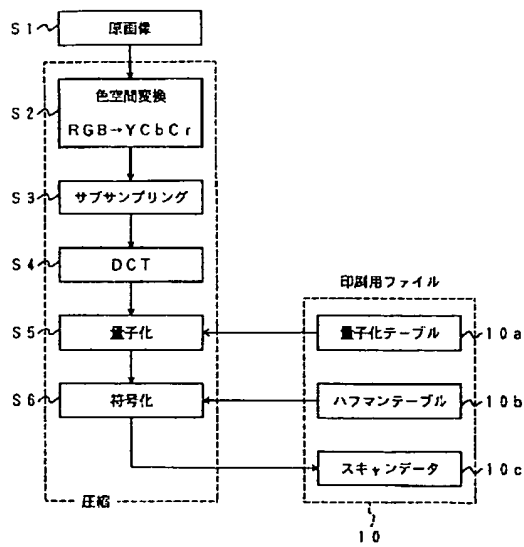 S1
原画像
S2
色空間変換
RGB→YCbCr
S3
サブサンプリング
S4
DCT
印刷用ファイル
S5
量子化
量子化テーブル
10a
S6
符号化
ハフマンテーブル
10b
スキャンデータ
10c
圧縮
10